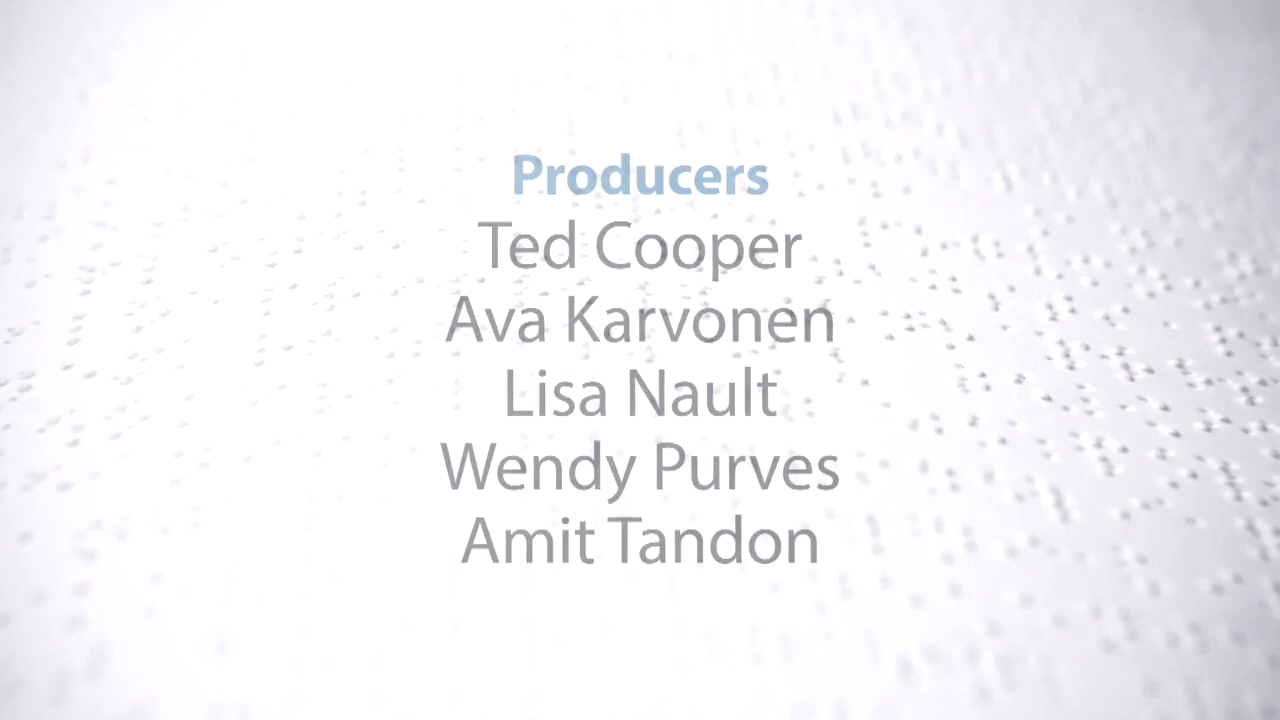 Producers
Ted Cooper
Ava Karvonen
Lisa Nault
Wendy Purves
Amit Tandon